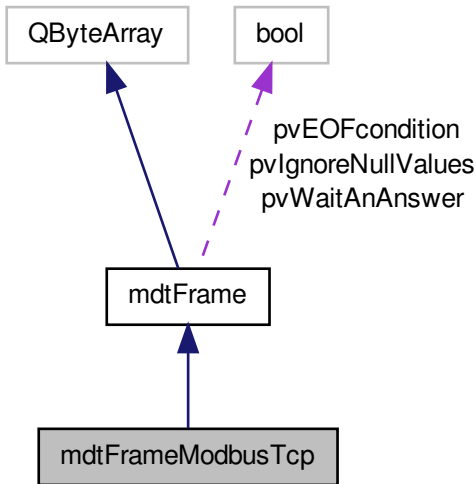 QByteArray
bool
pvEOFcondition
pvIgnoreNullValues
pvWaitAnAnswer
mdtFrame
mdtFrameModbusTcp